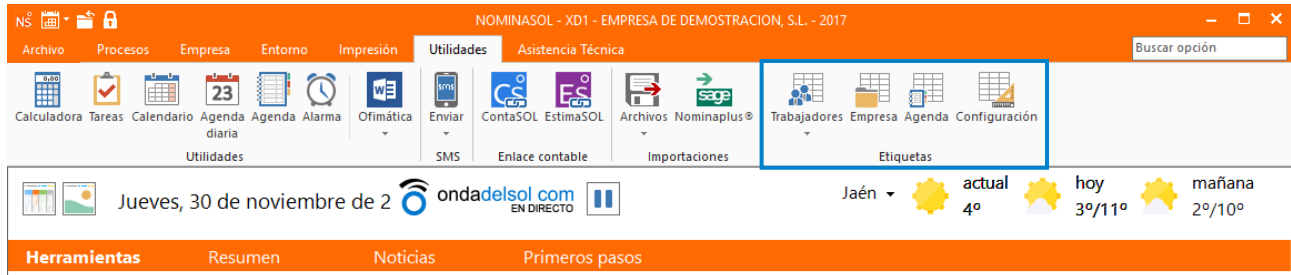 NS NOMINASOL - XD1 - EMPRESA DE DEMOSTRACION, S.L. - 2017
Archivo Procesos Empresa Entorno Impresión Utilidades Asistencia Técnica Buscar opción
0,00 23 W sms CS ES sage
Calculadora Tareas Calendario Agenda diaria Agenda Alarma Ofimática Enviar ContaSOL EstimaSOL Archivos Nominaplus® Trabajadores Empresa Agenda Configuración
Utilidades SMS Enlace contable Importaciones Etiquetas
Jueves, 30 de noviembre de 2 ondadelsol com Jaén actual hoy mañana
EN DIRECTO 4º 3º/11º 2º/10º
Herramientas Resumen Noticias Primeros pasos